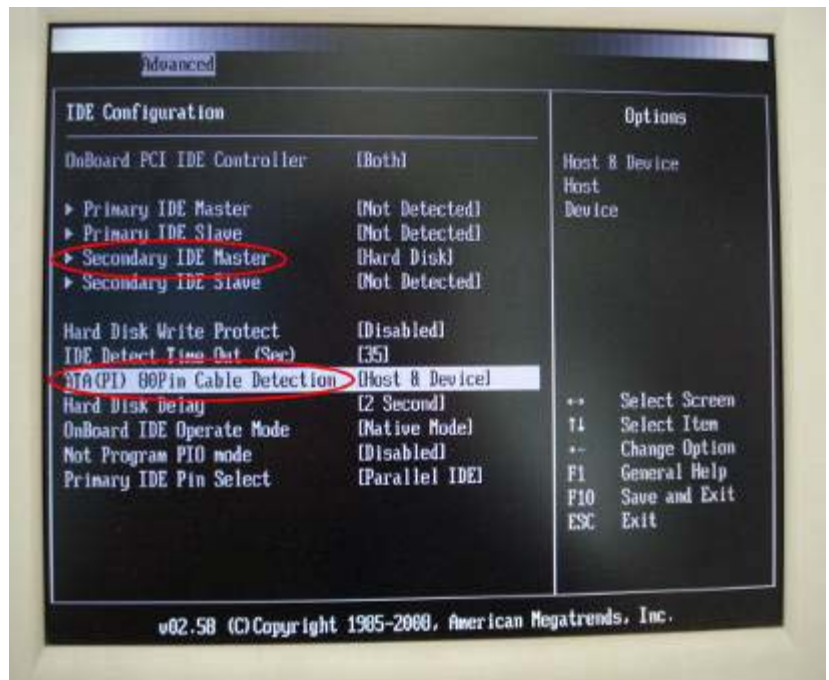 Advanced
IDE Configuration
OnBoard PCI IDE Controller [Both]
▶ Primary IDE Master [Not Detected]
▶ Primary IDE Slave [Not Detected]
▶ Secondary IDE Master [Hard Disk]
▶ Secondary IDE Slave [Not Detected]
Hard Disk Write Protect [Disabled]
IDE Detect Time Out (Sec) [35]
ATA(PI) 80Pin Cable Detection [Host & Device]
Hard Disk Delay [2 Second]
OnBoard IDE Operate Mode [Native Mode]
Not Program PIO mode [Disabled]
Primary IDE Pin Select [Parallel IDE]
Options
Host & Device
Host
Device
↔ Select Screen
↑↓ Select Item
+- Change Option
F1 General Help
F10 Save and Exit
ESC Exit
v02.58 (C)Copyright 1985-2008, American Megatrends, Inc.